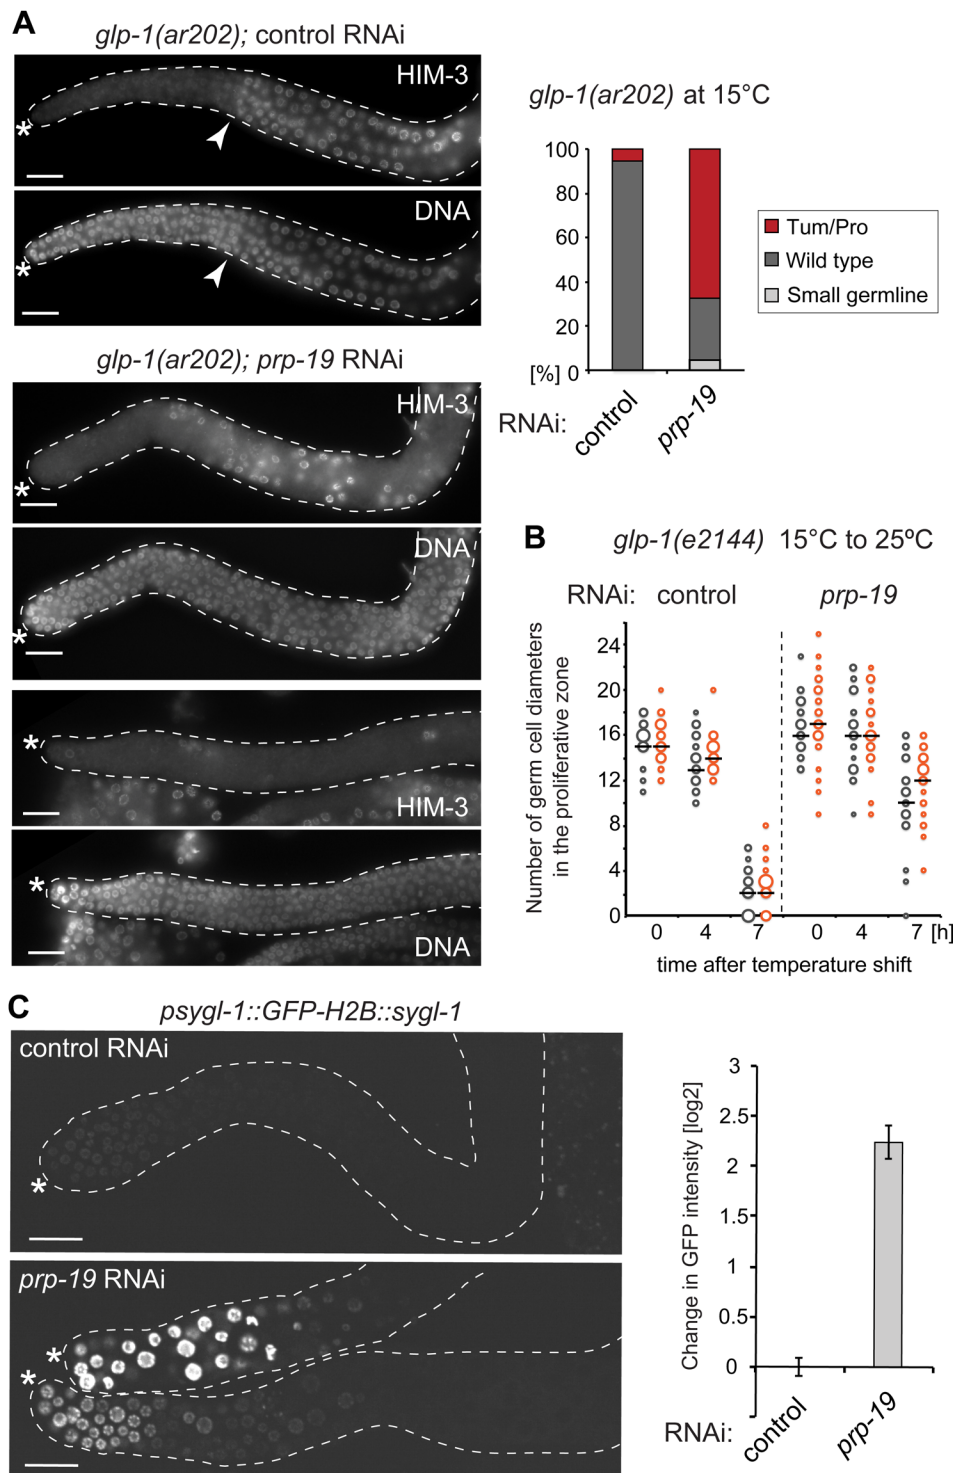 A
glp-1(ar202); control RNAi
HIM-3
*
DNA
*
glp-1(ar202); prp-19 RNAi
HIM-3
*
DNA
*
*
HIM-3
*
DNA
glp-1(ar202) at 15°C
100
80
60
40
20
[%] 0
RNAi: control prp-19
Tum/Pro
Wild type
Small germline
B
glp-1(e2144) 15°C to 25ºC
RNAi: control prp-19
Number of germ cell diameters
in the proliferative zone
24
20
16
12
8
4
0
0 4 7 0 4 7 [h]
time after temperature shift
C
psygl-1::GFP-H2B::sygl-1
control RNAi
*
prp-19 RNAi
*
*
Change in GFP intensity [log2]
3
2.5
2
1.5
1
0.5
0
RNAi: control prp-19